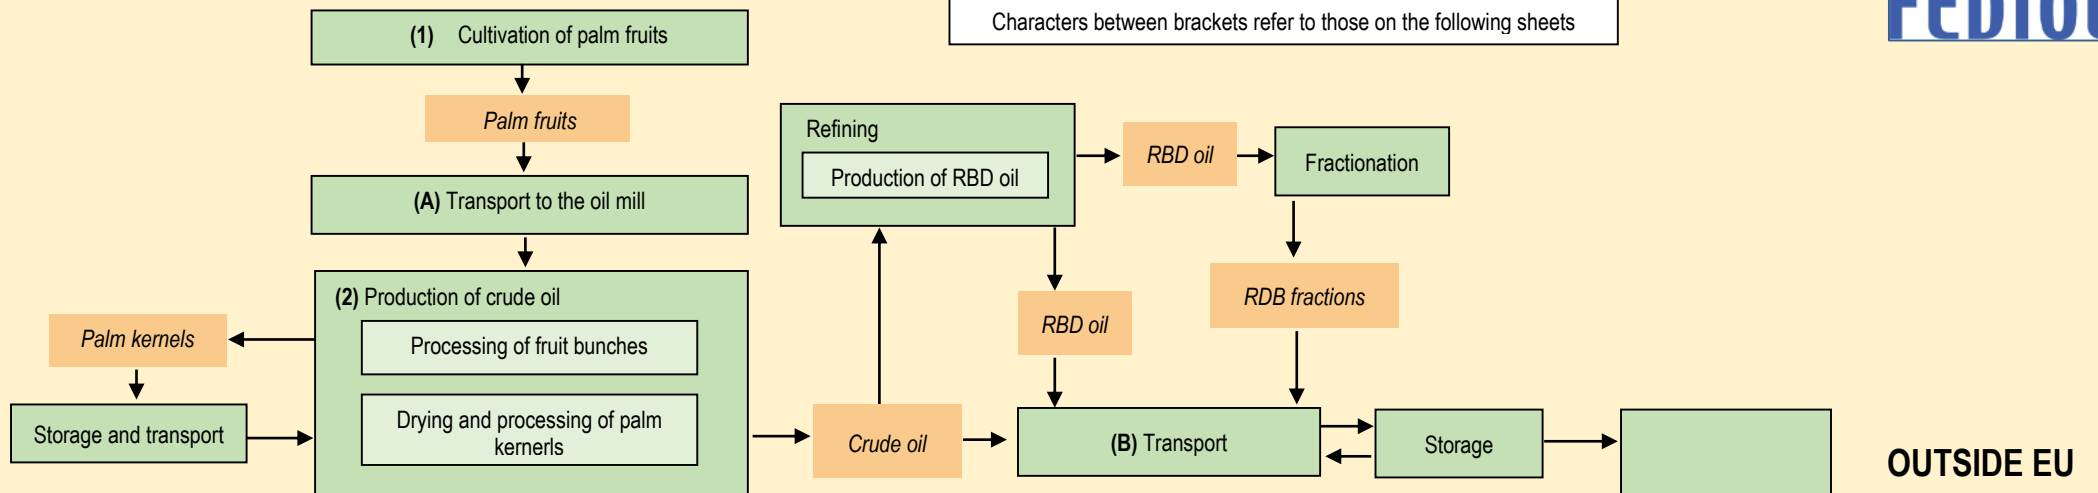 Characters between brackets refer to those on the following sheets
(1) Cultivation of palm fruits
Palm fruits
(A) Transport to the oil mill
(2) Production of crude oil
Processing of fruit bunches
Drying and processing of palm
kernerls
Palm kernels
Storage and transport
Crude oil
Refining
Production of RBD oil
RBD oil
Fractionation
RBD oil
RDB fractions
(B) Transport
Storage
OUTSIDE EU